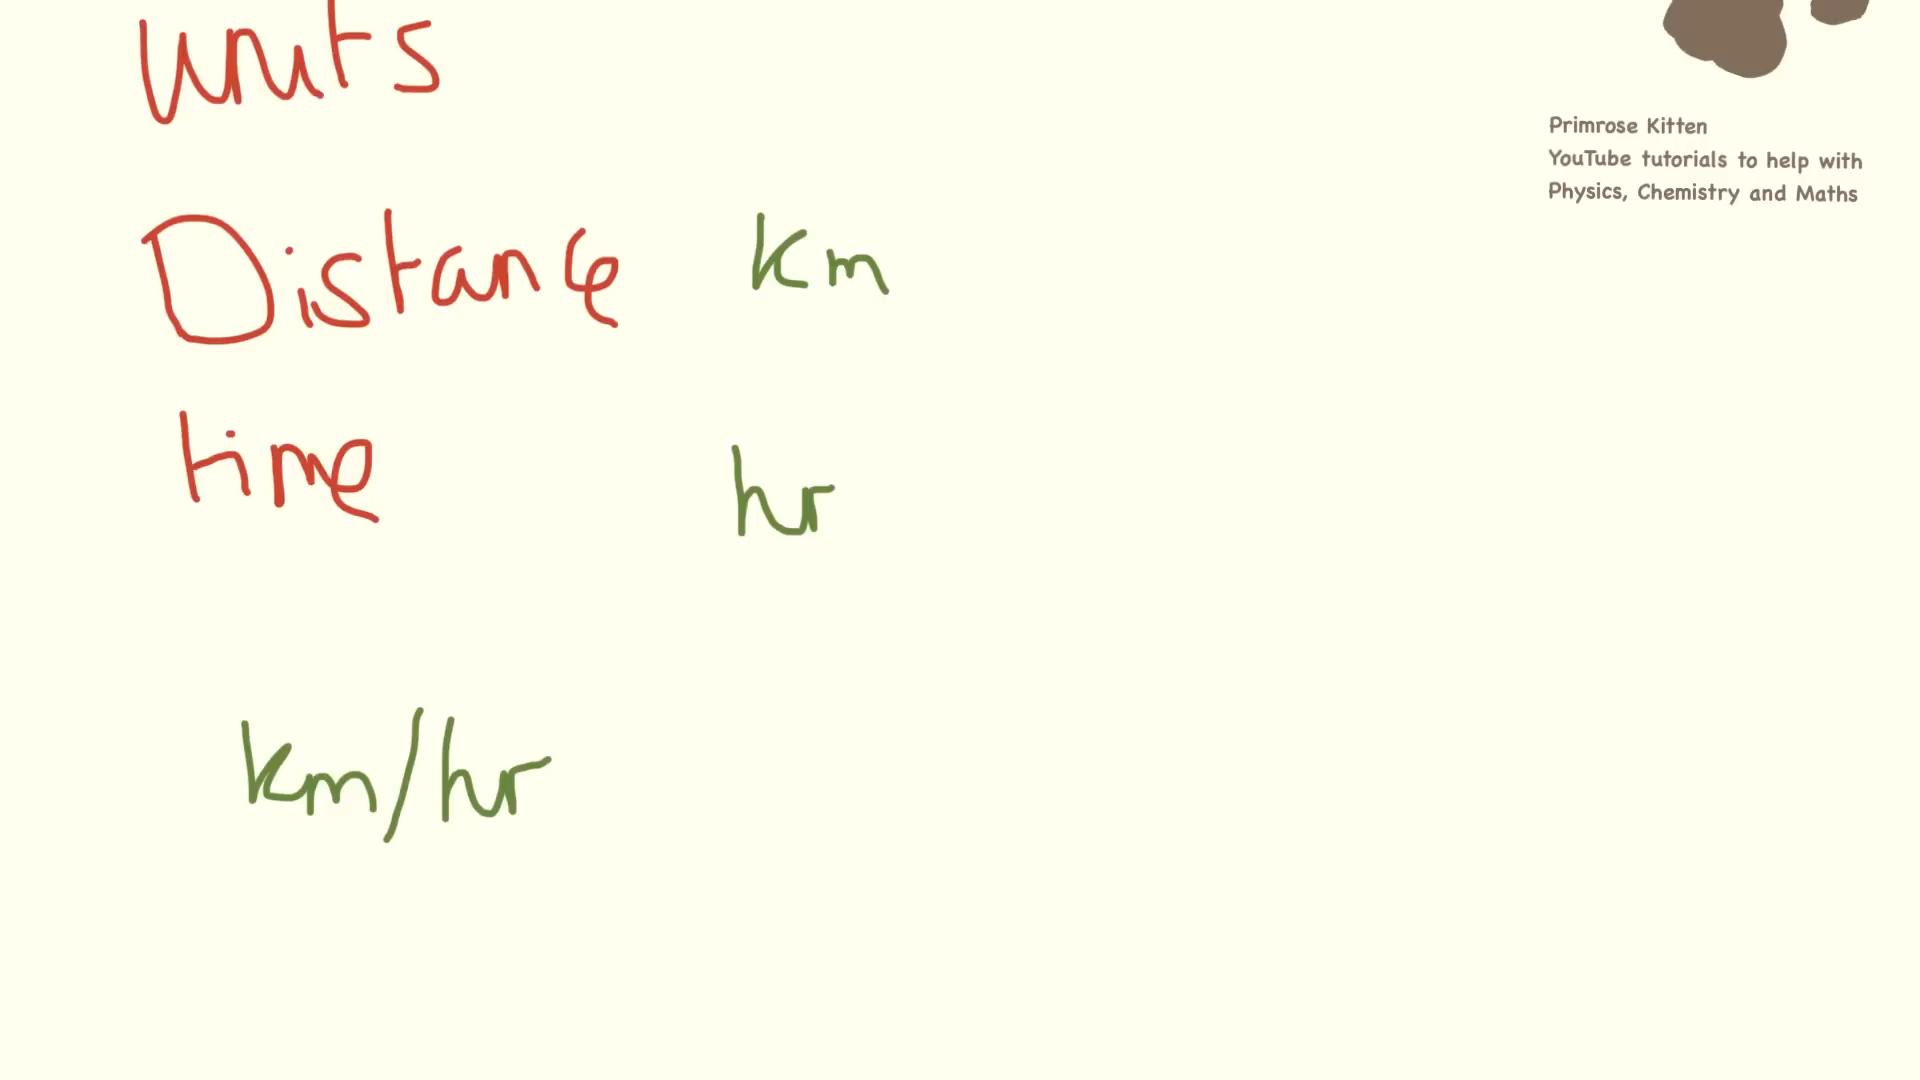 units
Distance km
time hr
km/hr
Primrose Kitten
YouTube tutorials to help with
Physics, Chemistry and Maths